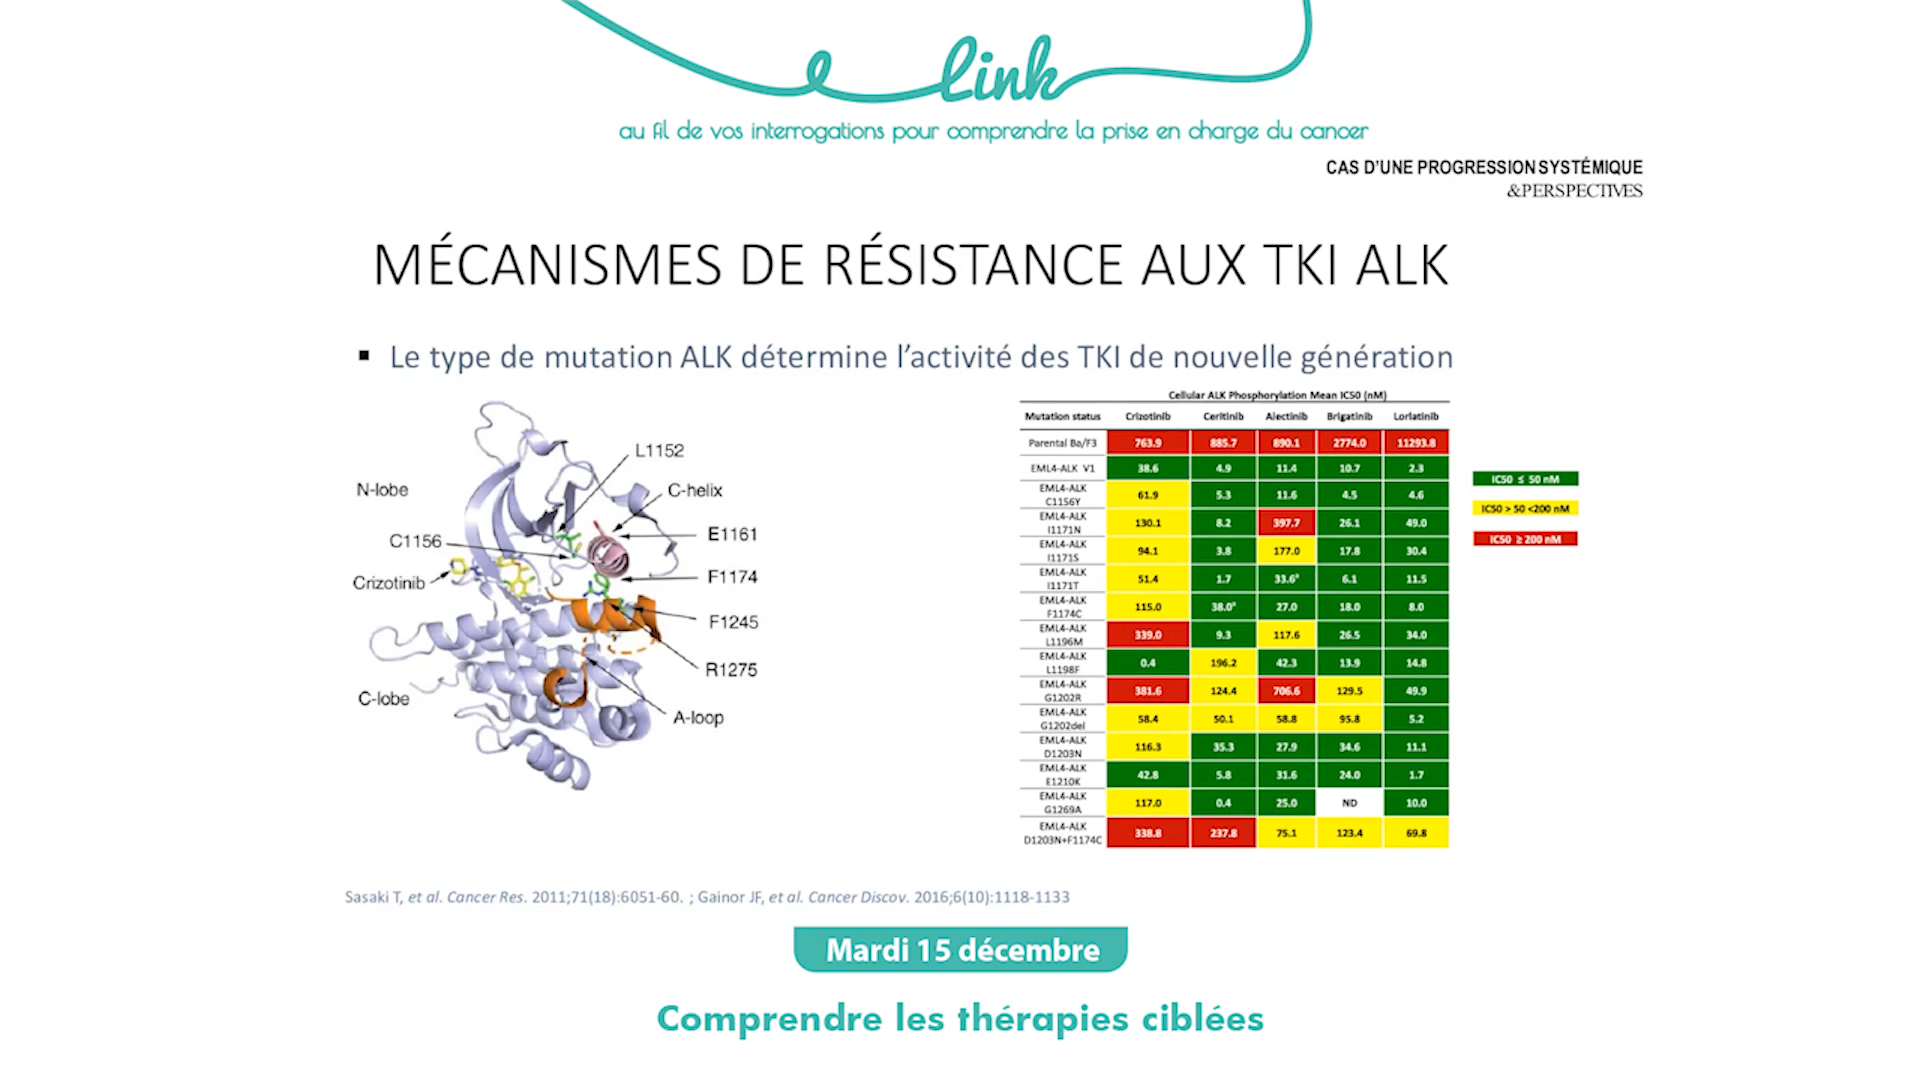 e link
au fil de vos interrogations pour comprendre la prise en charge du cancer
CAS D’UNE PROGRESSION SYSTÉMIQUE
&PERSPECTIVES
MÉCANISMES DE RÉSISTANCE AUX TKI ALK
▪ Le type de mutation ALK détermine l’activité des TKI de nouvelle génération
L1152
N-lobe
C-helix
C1156
E1161
Crizotinib
F1174
F1245
R1275
C-lobe
A-loop
Cellular ALK Phosphorylation Mean IC50 (nM)
Mutation status Crizotinib Ceritinib Alectinib Brigatinib Lorlatinib
Parental Ba/F3 763.9 885.7 890.1 2774.0 11293.8
EML4-ALK V1 38.6 4.9 11.4 10.7 2.3
EML4-ALK
C1156Y 61.9 5.3 11.6 4.5 4.6
EML4-ALK
I1171N 130.1 8.2 397.7 26.1 49.0
EML4-ALK
I1171S 94.1 3.8 177.0 17.8 30.4
EML4-ALK
I1171T 51.4 1.7 33.6ª 6.1 11.5
EML4-ALK
F1174C 115.0 38.0ª 27.0 18.0 8.0
EML4-ALK
L1196M 339.0 9.3 117.6 26.5 34.0
EML4-ALK
L1198F 0.4 196.2 42.3 13.9 14.8
EML4-ALK
G1202R 381.6 124.4 706.6 129.5 49.9
EML4-ALK
G1202del 58.4 50.1 58.8 95.8 5.2
EML4-ALK
D1203N 116.3 35.3 27.9 34.6 11.1
EML4-ALK
E1210K 42.8 5.8 31.6 24.0 1.7
EML4-ALK
G1269A 117.0 0.4 25.0 ND 10.0
EML4-ALK
D1203N+F1174C 338.8 237.8 75.1 123.4 69.8
IC50 ≤ 50 nM
IC50 > 50 <200 nM
IC50 ≥ 200 nM
Sasaki T, et al. Cancer Res. 2011;71(18):6051-60. ; Gainor JF, et al. Cancer Discov. 2016;6(10):1118-1133
Mardi 15 décembre
Comprendre les thérapies ciblées